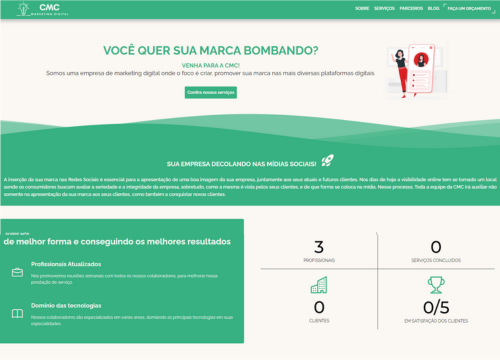 CMC
MARKETING DIGITAL
SOBRE SERVIÇOS PARCEIROS BLOG FAÇA UM ORÇAMENTO
VOCÊ QUER SUA MARCA BOMBANDO?
VENHA PARA A CMC!
Somos uma empresa de marketing digital onde o foco é criar, promover sua marca nas mais diversas plataformas digitais
Confira nossos serviços
SUA EMPRESA DECOLANDO NAS MÍDIAS SOCIAIS!
A inserção da sua marca nas Redes Sociais é essencial para a apresentação de uma boa imagem da sua empresa, juntamente aos seus atuais e futuros clientes. Nos dias de hoje a visibilidade online tem se tornado um local
aonde os consumidores buscam avaliar a seriedade e a integridade da empresa, sobretudo, como a mesma é vista pelos seus clientes, e de que forma se coloca na mídia. Nesse processo, Toda a equipe da CMC irá auxiliar não
somente na apresentação da sua marca aos seus clientes, como também a conquistar novos clientes.
SOBRE NÓS
de melhor forma e conseguindo os melhores resultados
Profissionais Atualizados
Nós promovemos reuniões semanais com todos os nossos colaboradores, para melhorar nossa
prestação de serviço.
Domínio das tecnologias
Nossos colaboradores são especializados em varias áreas, dominando as principais tecnologias em suas
especialidades.
3
PROFISSIONAIS
0
SERVIÇOS CONCLUÍDOS
0
CLIENTES
0/5
EM SATISFAÇÃO DOS CLIENTES